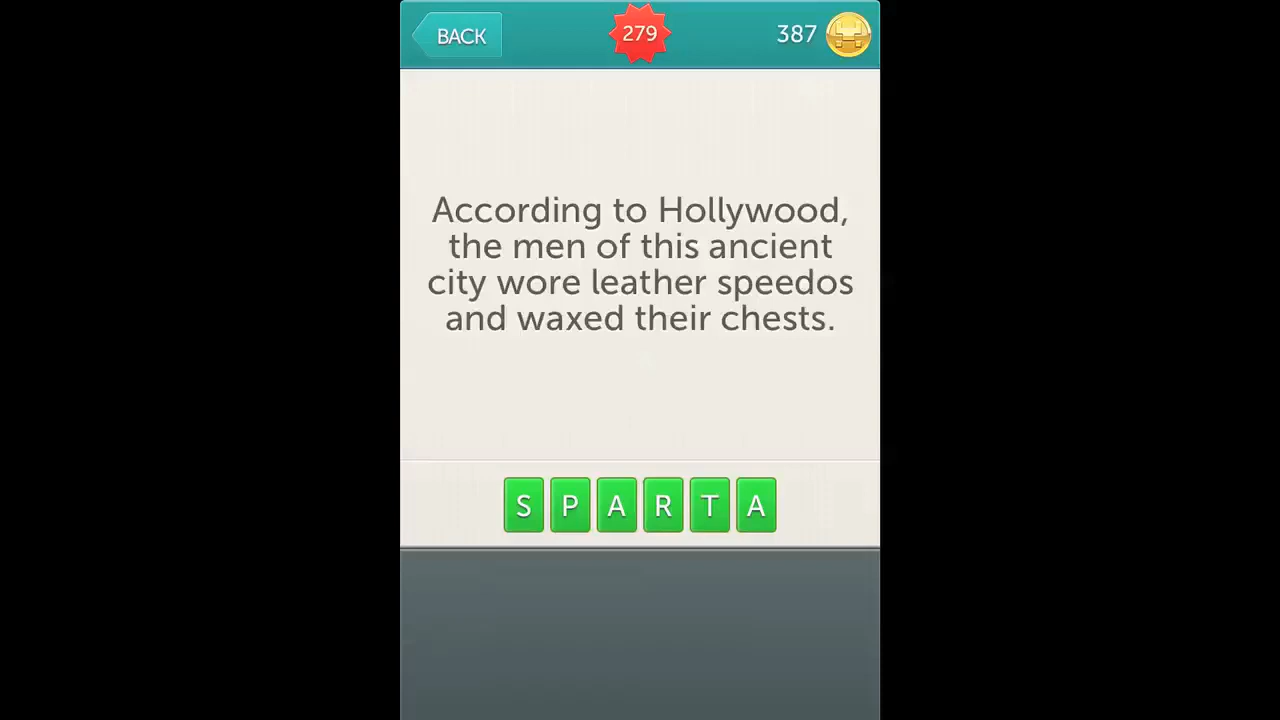 BACK
279
387
According to Hollywood,
the men of this ancient
city wore leather speedos
and waxed their chests.
SPARTA